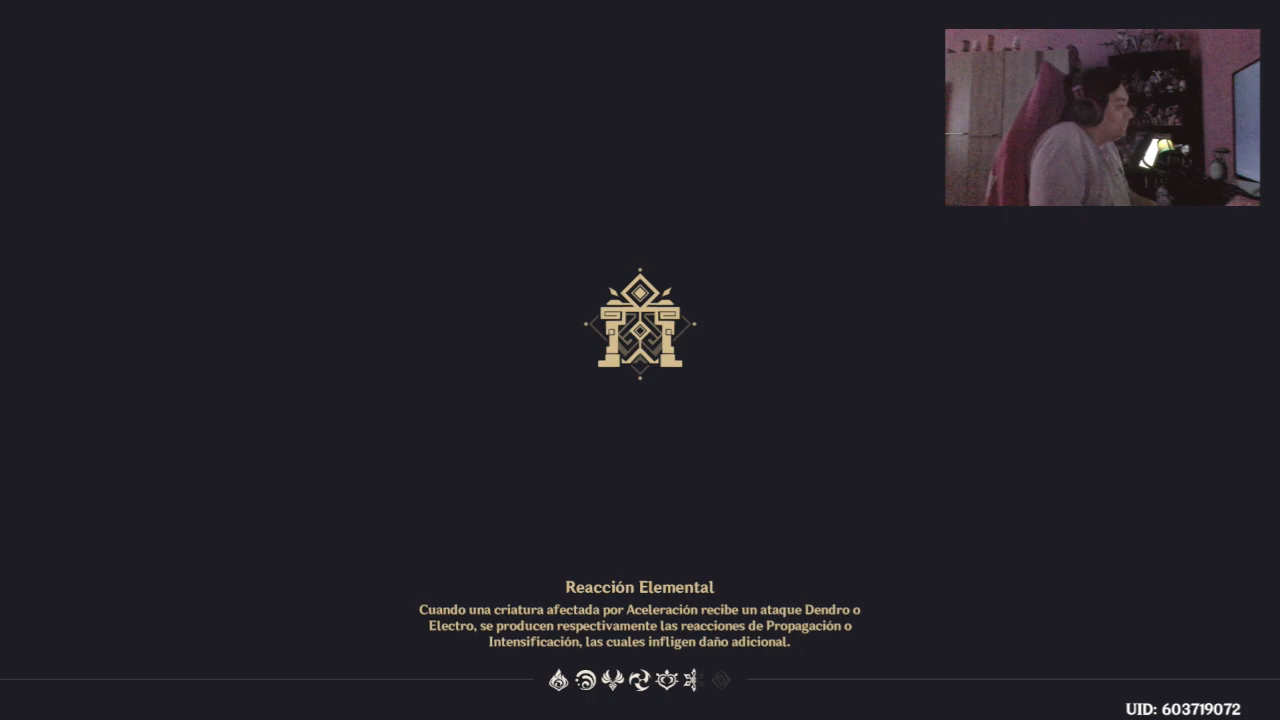 Reacción Elemental
Cuando una criatura afectada por Aceleración recibe un ataque Dendro o
Electro, se producen respectivamente las reacciones de Propagación o
Intensificación, las cuales infligen daño adicional.
UID: 603719072